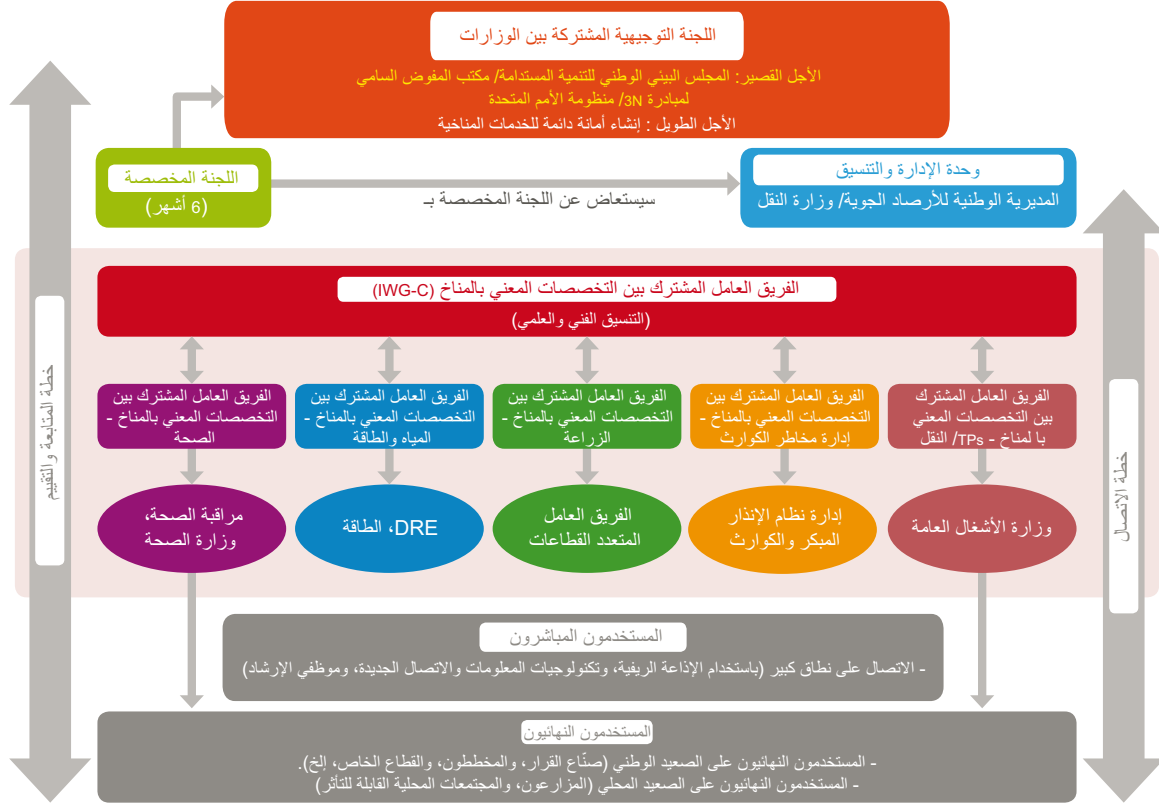 اللجنة التوجيهية المشتركة بين الوزارات
الأجل القصير: المجلس البيئي الوطني للتنمية المستدامة/ مكتب المفوض السامي
لمبادرة 3N/ منظومة الأمم المتحدة
الأجل الطويل : إنشاء أمانة دائمة للخدمات المناخية
وحدة الإدارة والتنسيق
المديرية الوطنية للأرصاد الجوية/ وزارة النقل
سيستعاض عن اللجنة المخصصة بـ
اللجنة المخصصة
(6 أشهر)
الفريق العامل المشترك بين التخصصات المعني بالمناخ (IWG-C)
(التنسيق الفني والعلمي)
الفريق العامل المشترك
بين التخصصات المعني
با لمناخ - TPs/ النقل
الفريق العامل المشترك بين
التخصصات المعني بالمناخ -
إدارة مخاطر الكوارث
الفريق العامل المشترك بين
التخصصات المعني بالمناخ -
الزراعة
الفريق العامل المشترك بين
التخصصات المعني بالمناخ -
المياه والطاقة
الفريق العامل المشترك بين
التخصصات المعني بالمناخ -
الصحة
وزارة الأشغال العامة
إدارة نظام الإنذار
المبكر والكوارث
الفريق العامل
المتعدد القطاعات
DRE، الطاقة
مراقبة الصحة،
وزارة الصحة
المستخدمون المباشرون
- الاتصال على نطاق كبير (باستخدام الإذاعة الريفية، وتكنولوجيات المعلومات والاتصال الجديدة، وموظفي الإرشاد)
المستخدمون النهائيون
- المستخدمون النهائيون على الصعيد الوطني (صنّاع القرار، والمخططون، والقطاع الخاص، إلخ).
- المستخدمون النهائيون على الصعيد المحلي (المزارعون، والمجتمعات المحلية القابلة للتأثر)
خطة الاتصال
خطة المتابعة والتقييم